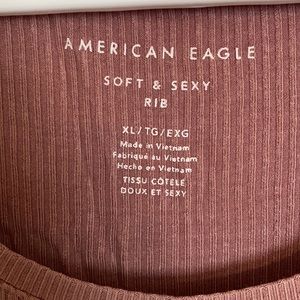 AMERICAN EAGLE
SOFT & SEXY
RIB
XL/TG/EXG
Made in Vietnam
Fabriqué au Vietnam
Hecho en Vietnam
TISSU CÔTELÉ
DOUX ET SEXY